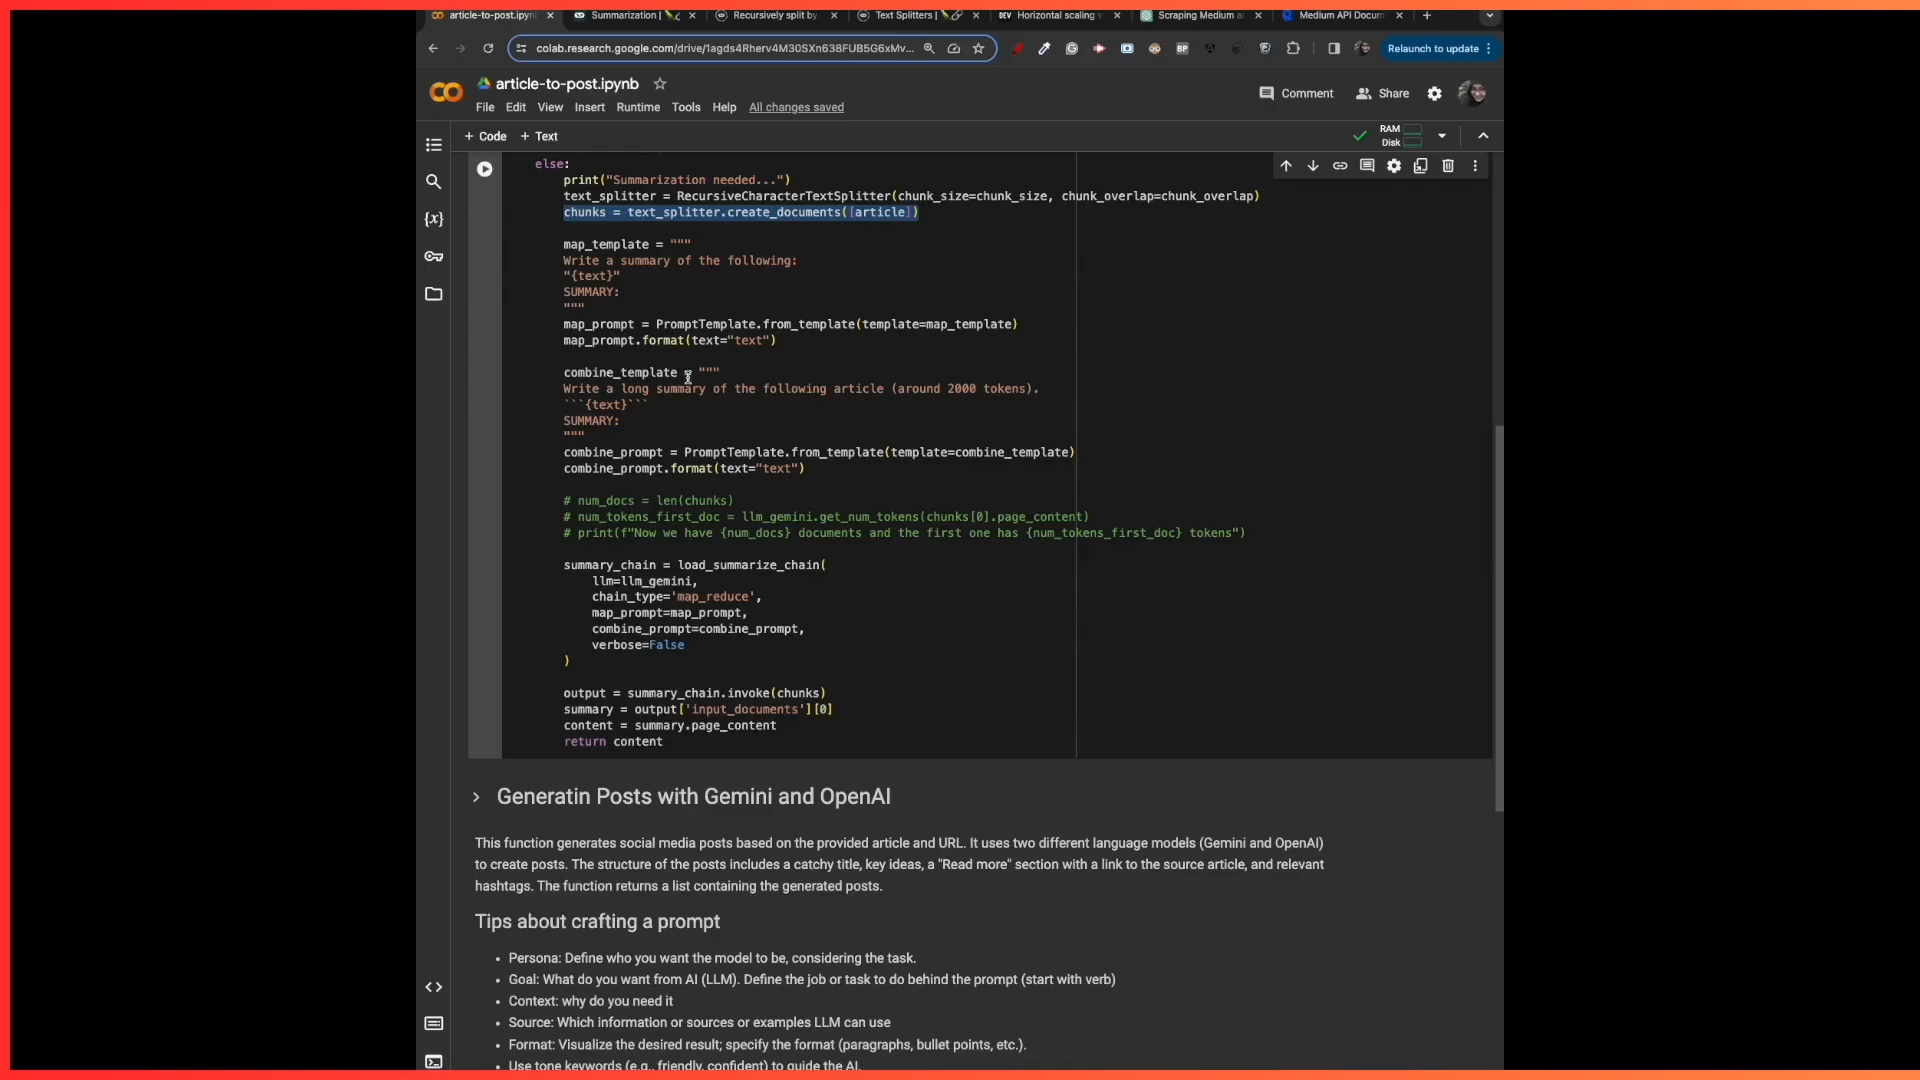 article-to-post.ipynb
Summarization |
Recursively split by
Text Splitters |
DEV Horizontal scaling v
Scraping Medium a
Medium API Docum
colab.research.google.com/drive/1agds4Rherv4M30SXn638FUB5G6xMv...
BP
Relaunch to update
CO
article-to-post.ipynb
Comment
Share
File Edit View Insert Runtime Tools Help All changes saved
+ Code + Text
RAM
Disk
{x}
else:
print("Summarization needed...")
text_splitter = RecursiveCharacterTextSplitter(chunk_size=chunk_size, chunk_overlap=chunk_overlap)
chunks = text_splitter.create_documents([article])
map_template = """
Write a summary of the following:
"{text}"
SUMMARY:
"""
map_prompt = PromptTemplate.from_template(template=map_template)
map_prompt.format(text="text")
combine_template = """
Write a long summary of the following article (around 2000 tokens).
```{text}```
SUMMARY:
"""
combine_prompt = PromptTemplate.from_template(template=combine_template)
combine_prompt.format(text="text")
# num_docs = len(chunks)
# num_tokens_first_doc = llm_gemini.get_num_tokens(chunks[0].page_content)
# print(f"Now we have {num_docs} documents and the first one has {num_tokens_first_doc} tokens")
summary_chain = load_summarize_chain(
llm=llm_gemini,
chain_type='map_reduce',
map_prompt=map_prompt,
combine_prompt=combine_prompt,
verbose=False
)
output = summary_chain.invoke(chunks)
summary = output['input_documents'][0]
content = summary.page_content
return content
Generatin Posts with Gemini and OpenAI
This function generates social media posts based on the provided article and URL. It uses two different language models (Gemini and OpenAI)
to create posts. The structure of the posts includes a catchy title, key ideas, a "Read more" section with a link to the source article, and relevant
hashtags. The function returns a list containing the generated posts.
Tips about crafting a prompt
• Persona: Define who you want the model to be, considering the task.
• Goal: What do you want from AI (LLM). Define the job or task to do behind the prompt (start with verb)
• Context: why do you need it
• Source: Which information or sources or examples LLM can use
• Format: Visualize the desired result; specify the format (paragraphs, bullet points, etc.).
• Use tone keywords (e.g., friendly, confident) to guide the AI.